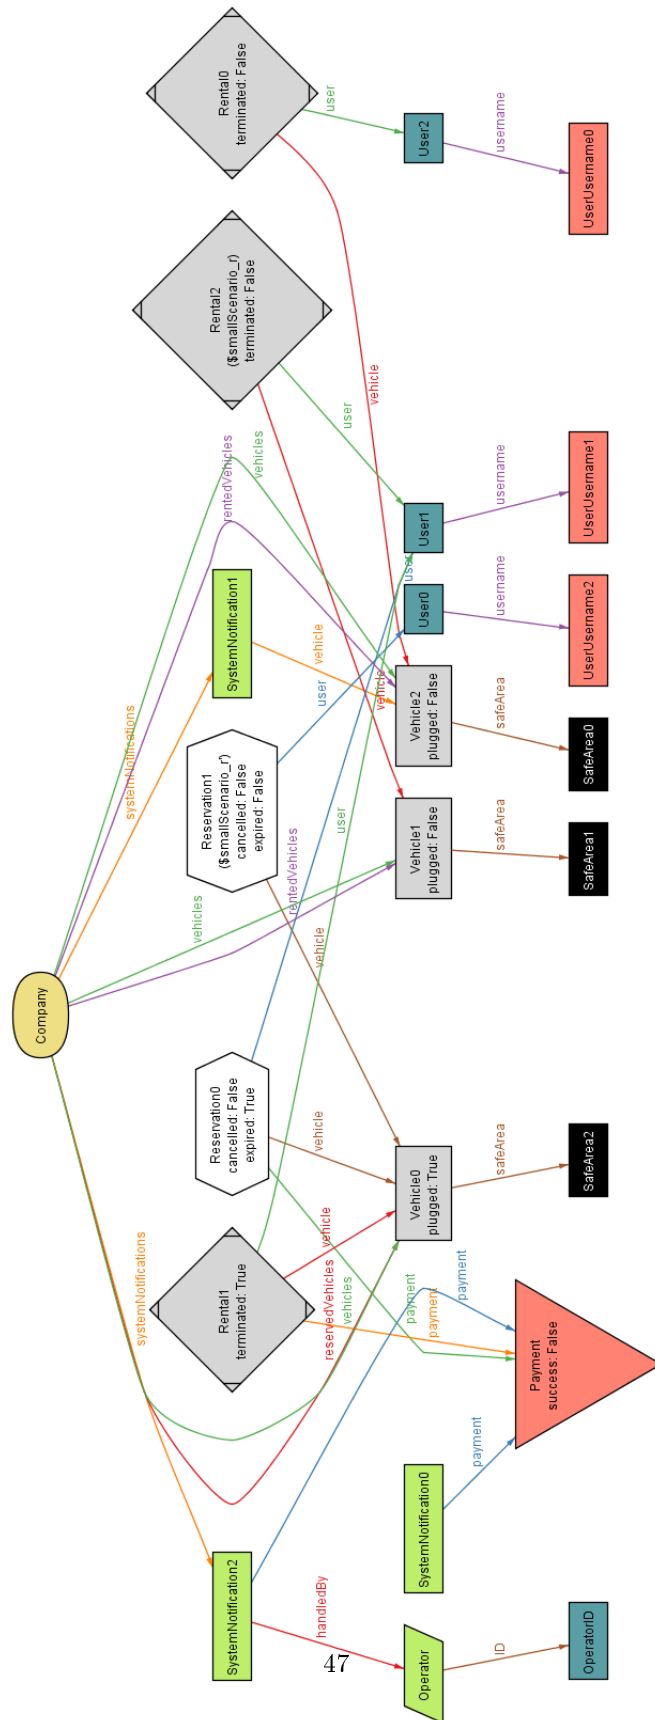 Company
systemNotifications
systemNotifications
vehicles
rentedVehicles
rentedVehicles
vehicles
reservedVehicles
vehicles
SystemNotification2
Rental1
terminated: True
Reservation0
cancelled: False
expired: True
Reservation1
($smallScenario_r')
cancelled: False
expired: False
SystemNotification1
Rental2
($smallScenario_r)
terminated: False
Rental0
terminated: False
handledBy
payment
payment
payment
vehicle
vehicle
vehicle
user
user
user
vehicle
vehicle
user
vehicle
user
user
Operator
SystemNotification0
Vehicle0
plugged: True
Vehicle1
plugged: False
Vehicle2
plugged: False
User0
User1
User2
ID
payment
safeArea
safeArea
safeArea
username
username
username
OperatorID
Payment
success: False
SafeArea2
SafeArea1
SafeArea0
UserUsername2
UserUsername1
UserUsername0
47